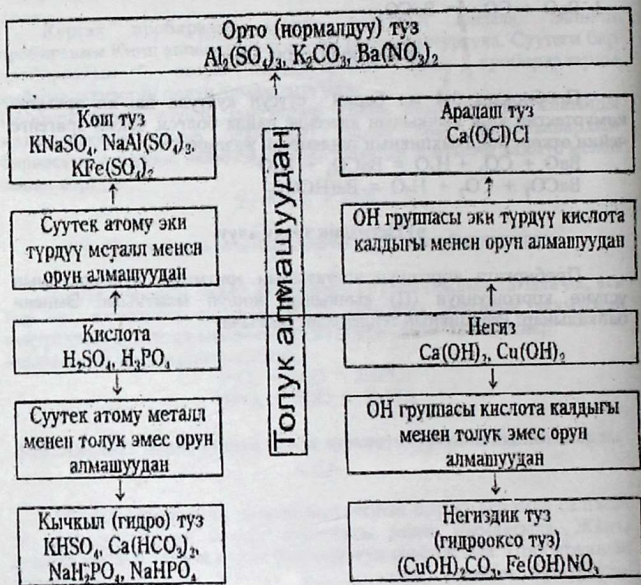 Орто (нормалдуу) туз
Al₂(SO₄)₃, K₂CO₃, Ba(NO₃)₂
Кош туз
KNaSO₄, NaAl(SO₄)₂,
KFe(SO₄)₂
Аралаш туз
Ca(OCl)Cl
Суутек атому эки
түрдүү металл менен
орун алмашуудан
Толук алмашуудан
ОН группасы эки түрдүү кислота
калдыгы менен орун алмашуудан
Кислота
H₂SO₄, H₃PO₄
Негиз
Ca(OH)₂, Cu(OH)₂
Суутек атому металл
менен толук эмес орун
алмашуудан
ОН группасы кислота калдыгы
менен толук эмес орун
алмашуудан
Кычкыл (гидро) туз
KHSO₄, Ca(HCO₃)₂,
NaH₂PO₄, NaHPO₄
Негиздик туз
(гидрооксо туз)
(CuOH)₂CO₃, Fe(OH)NO₃